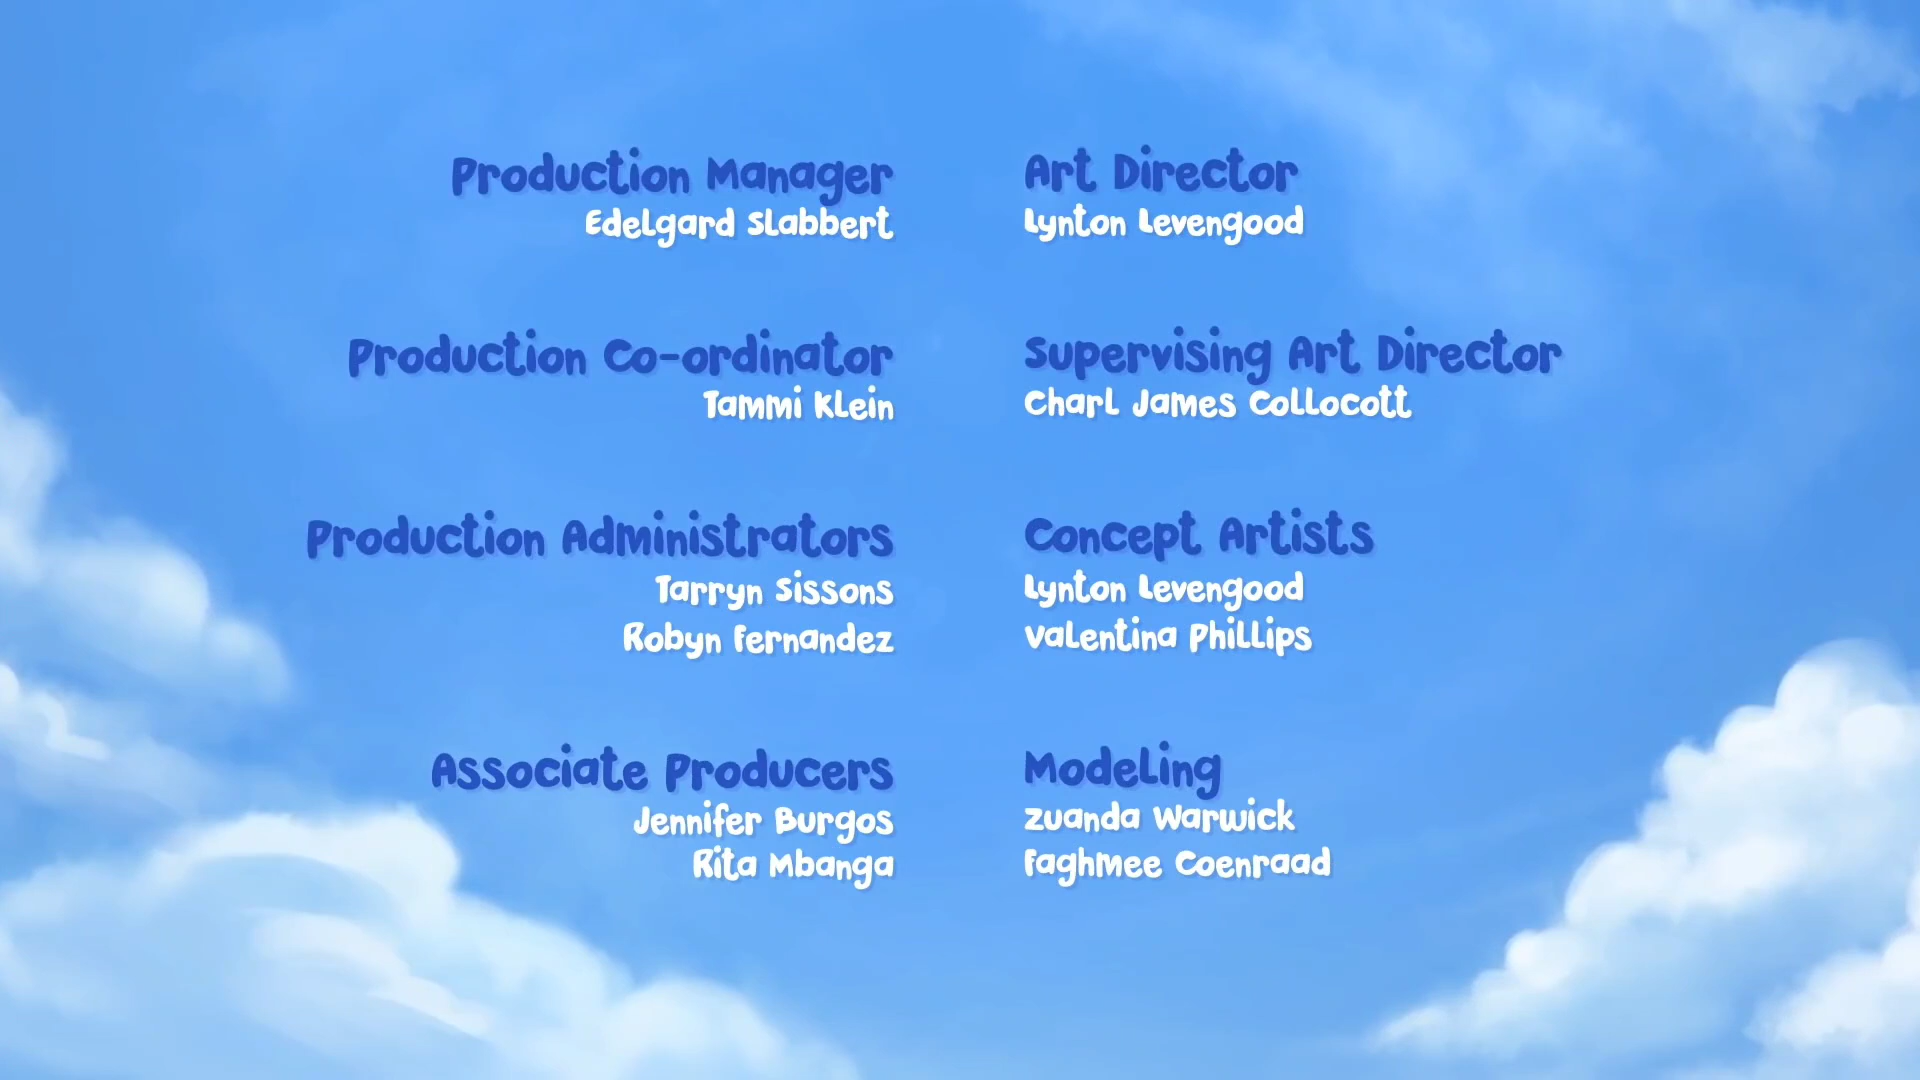 Production Manager
Edelgard Slabbert
Production Co-ordinator
Tammi Klein
Production Administrators
Tarryn Sissons
Robyn Fernandez
Associate Producers
Jennifer Burgos
Rita Mbanga
Art Director
Lynton Levengood
Supervising Art Director
Charl James Collocott
Concept Artists
Lynton Levengood
Valentina Phillips
Modeling
Zuanda Warwick
Faghmee Coenraad